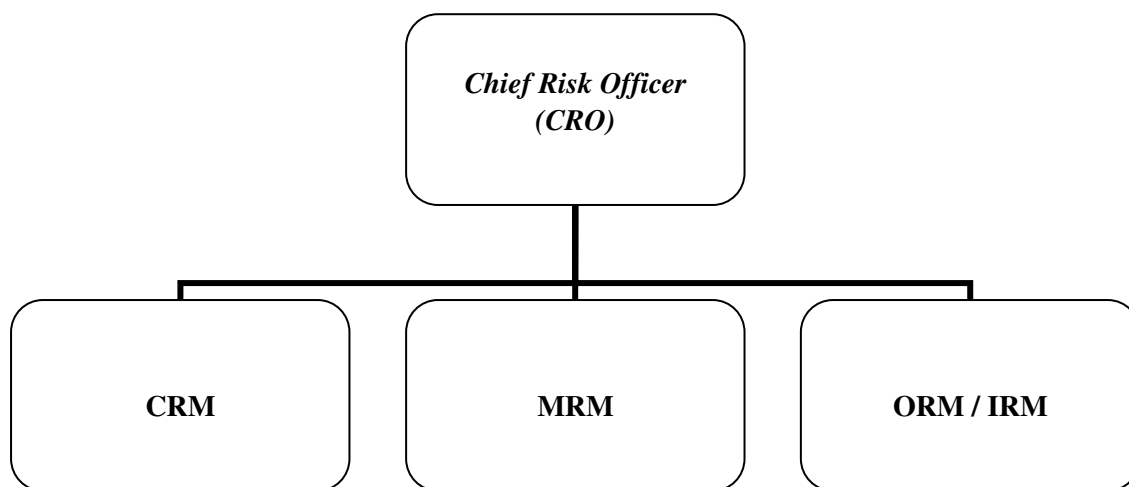 Chief Risk Officer
(CRO)
CRM
MRM
ORM / IRM